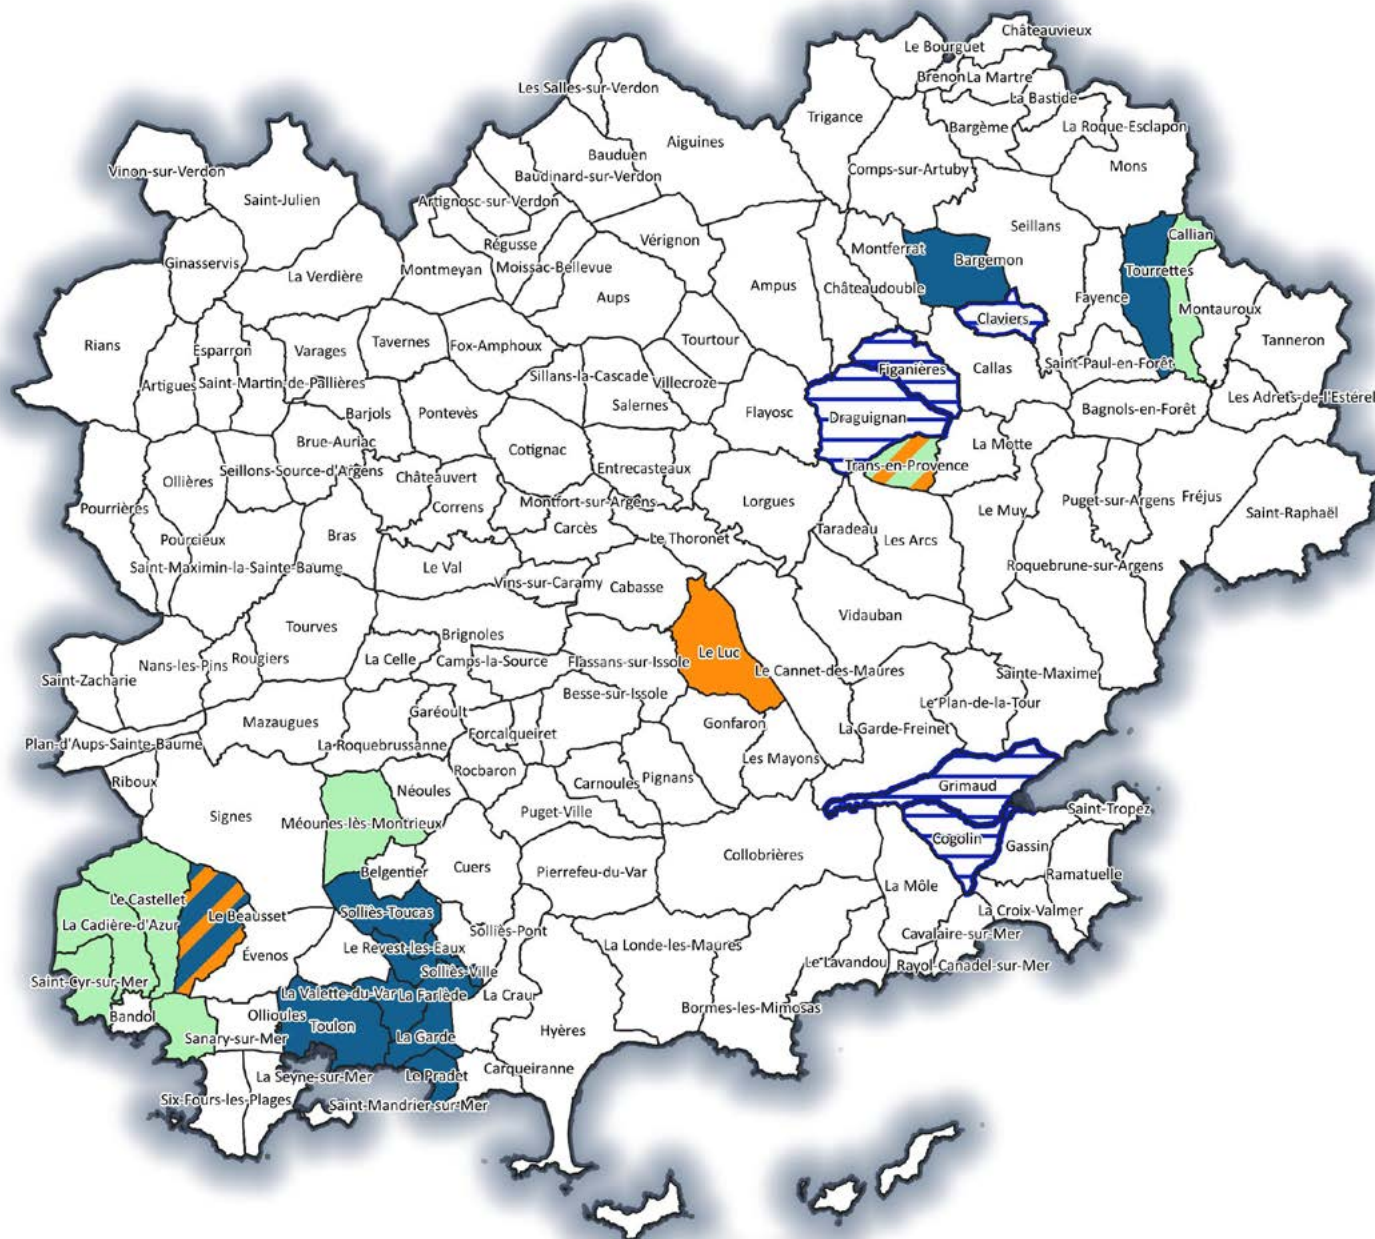 Châteauvieux
Le Bourguet
Brenon
La Martre
Les Salles-sur-Verdon
La Bastide
Trigance
Bargème
La Roque-Esclapon
Aiguines
Bauduen
Mons
Comps-sur-Artuby
Vinon-sur-Verdon
Baudinard-sur-Verdon
Saint-Julien
Artignosc-sur-Verdon
Seillans
Callian
Vérignon
Régusse
Montferrat
Bargemon
Ginasservis
La Verdière
Montmeyan
Moissac-Bellevue
Tourrettes
Ampus
Châteaudouble
Aups
Fayence
Montauroux
Claviers
Rians
Esparron
Varages
Tavernes
Fox-Amphoux
Tourtour
Tanneron
Saint-Paul-en-Forêt
Figanières
Callas
Artigues
Saint-Martin-de-Pallières
Sillans-la-Cascade
Villecroze
Les Adrets-de-l'Estérel
Barjols
Pontevès
Salernes
Flayosc
Draguignan
Bagnols-en-Forêt
Brue-Auriac
Cotignac
La Motte
Ollières
Seillons-Source-d'Argens
Châteauvert
Entrecasteaux
Trans-en-Provence
Pourrières
Correns
Montfort-sur-Argens
Lorgues
Le Muy
Puget-sur-Argens
Fréjus
Saint-Raphaël
Pourcieux
Bras
Carcès
Le Thoronet
Taradeau
Les Arcs
Saint-Maximin-la-Sainte-Baume
Le Val
Vins-sur-Caramy
Cabasse
Roquebrune-sur-Argens
Tourves
Brignoles
Vidauban
Nans-les-Pins
Rougiers
La Celle
Camps-la-Source
Flassans-sur-Issole
Le Luc
Le Cannet-des-Maures
Sainte-Maxime
Saint-Zacharie
Besse-sur-Issole
Mazaugues
Garéoult
Forcalqueiret
Gonfaron
Le Plan-de-la-Tour
La Garde-Freinet
Plan-d'Aups-Sainte-Baume
La Roquebrussanne
Les Mayons
Riboux
Néoules
Rocbaron
Carnoules
Pignans
Grimaud
Signes
Méounes-lès-Montrieux
Puget-Ville
Saint-Tropez
Cogolin
Gassin
Belgentier
Cuers
Pierrefeu-du-Var
Collobrières
La Môle
Ramatuelle
Le Castellet
Le Beausset
Solliès-Toucas
La Croix-Valmer
La Cadière-d'Azur
Solliès-Pont
Cavalaire-sur-Mer
Évenos
Le Revest-les-Eaux
La Londe-les-Maures
Le Lavandou
Rayol-Canadel-sur-Mer
Saint-Cyr-sur-Mer
Solliès-Ville
La Valette-du-Var
La Farlède
La Crau
Bormes-les-Mimosas
Bandol
Ollioules
Toulon
Sanary-sur-Mer
La Garde
Hyères
La Seyne-sur-Mer
Le Pradet
Carqueiranne
Six-Fours-les-Plages
Saint-Mandrier-sur-Mer